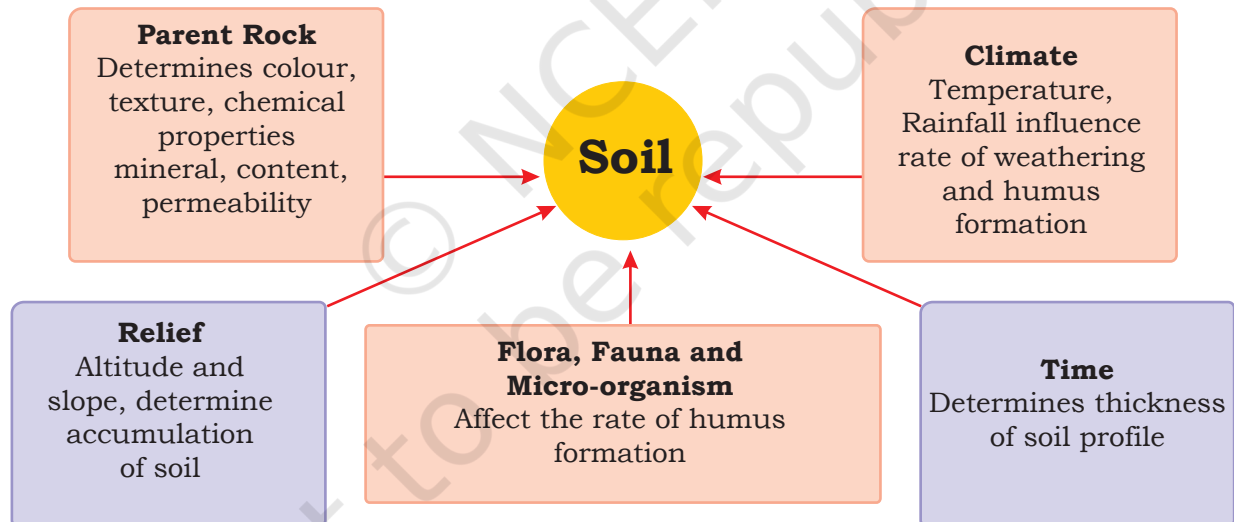 Parent Rock
Determines colour,
texture, chemical
properties
mineral, content,
permeability
Soil
Climate
Temperature,
Rainfall influence
rate of weathering
and humus
formation
Relief
Altitude and
slope, determine
accumulation
of soil
Flora, Fauna and
Micro-organism
Affect the rate of humus
formation
Time
Determines thickness
of soil profile